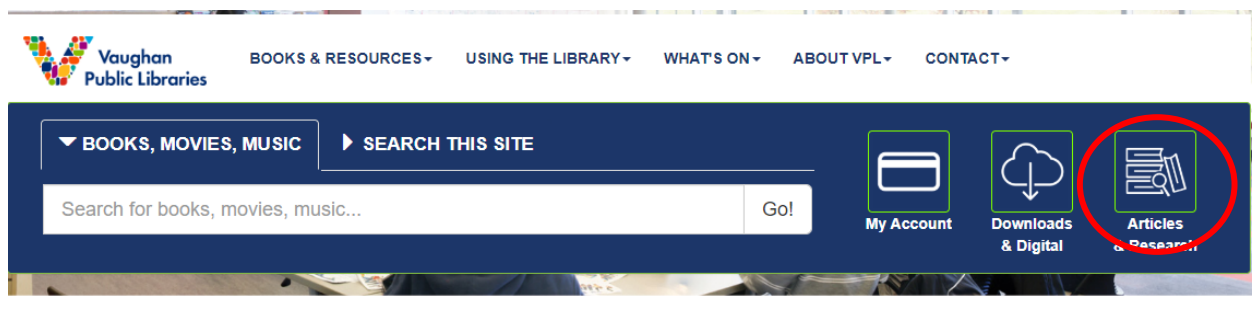 Vaughan
Public Libraries
BOOKS & RESOURCES
USING THE LIBRARY
WHAT'S ON
ABOUT VPL
CONTACT
BOOKS, MOVIES, MUSIC
SEARCH THIS SITE
Search for books, movies, music...
Go!
My Account
Downloads
& Digital
Articles
& Research